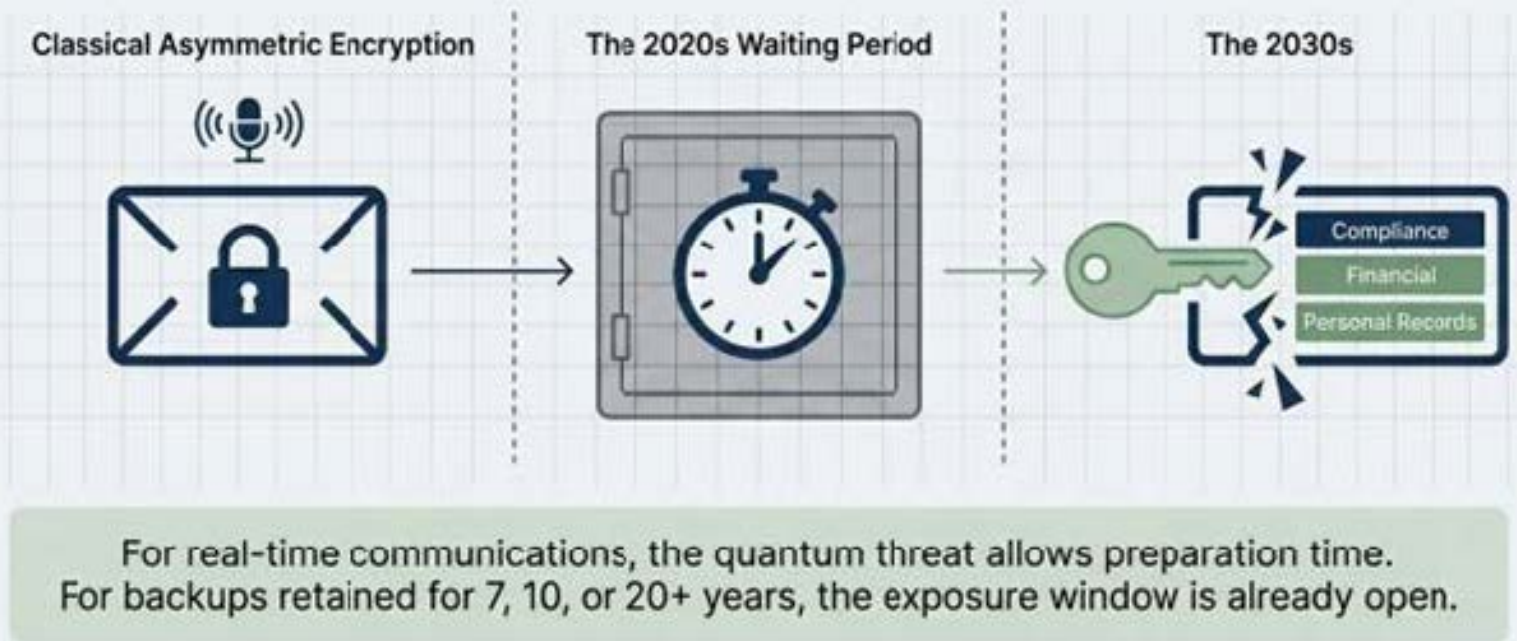 Classical Asymmetric Encryption
The 2020s Waiting Period
The 2030s
Compliance
Financial
Personal Records
For real-time communications, the quantum threat allows preparation time.
For backups retained for 7, 10, or 20+ years, the exposure window is already open.